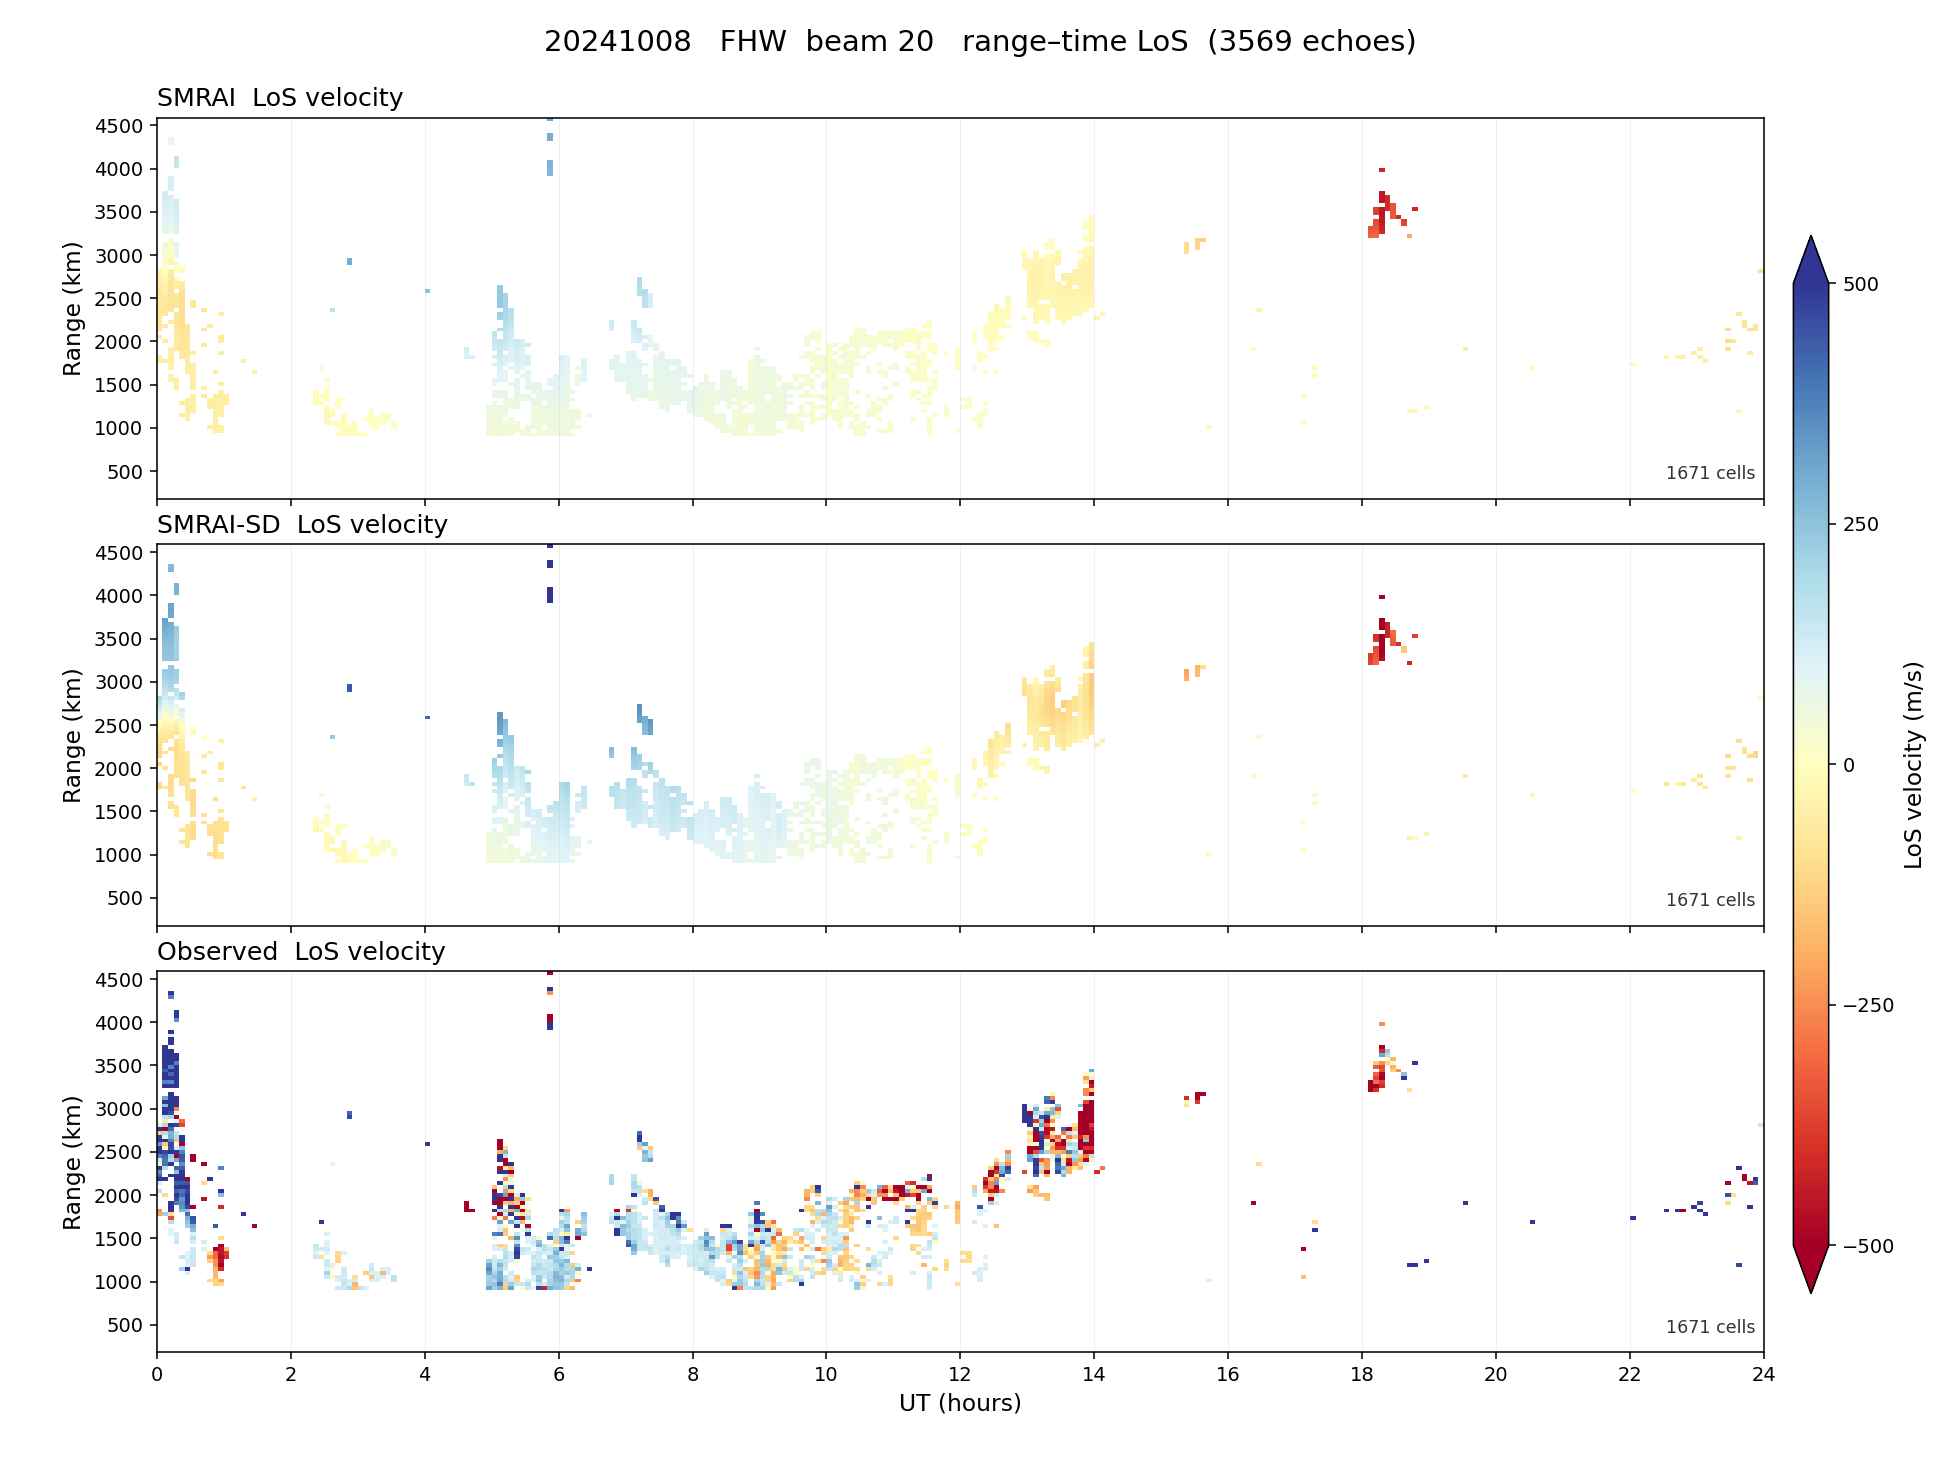 20241008   FHW  beam 20   range–time LoS  (3569 echoes)
SMRAI  LoS velocity
4500
4000
3500
3000
2500
2000
1500
1000
500
Range (km)
1671 cells
SMRAI-SD  LoS velocity
4500
4000
3500
3000
2500
2000
1500
1000
500
Range (km)
1671 cells
Observed  LoS velocity
4500
4000
3500
3000
2500
2000
1500
1000
500
Range (km)
1671 cells
0 2 4 6 8 10 12 14 16 18 20 22 24
UT (hours)
500
250
0
−250
−500
LoS velocity (m/s)